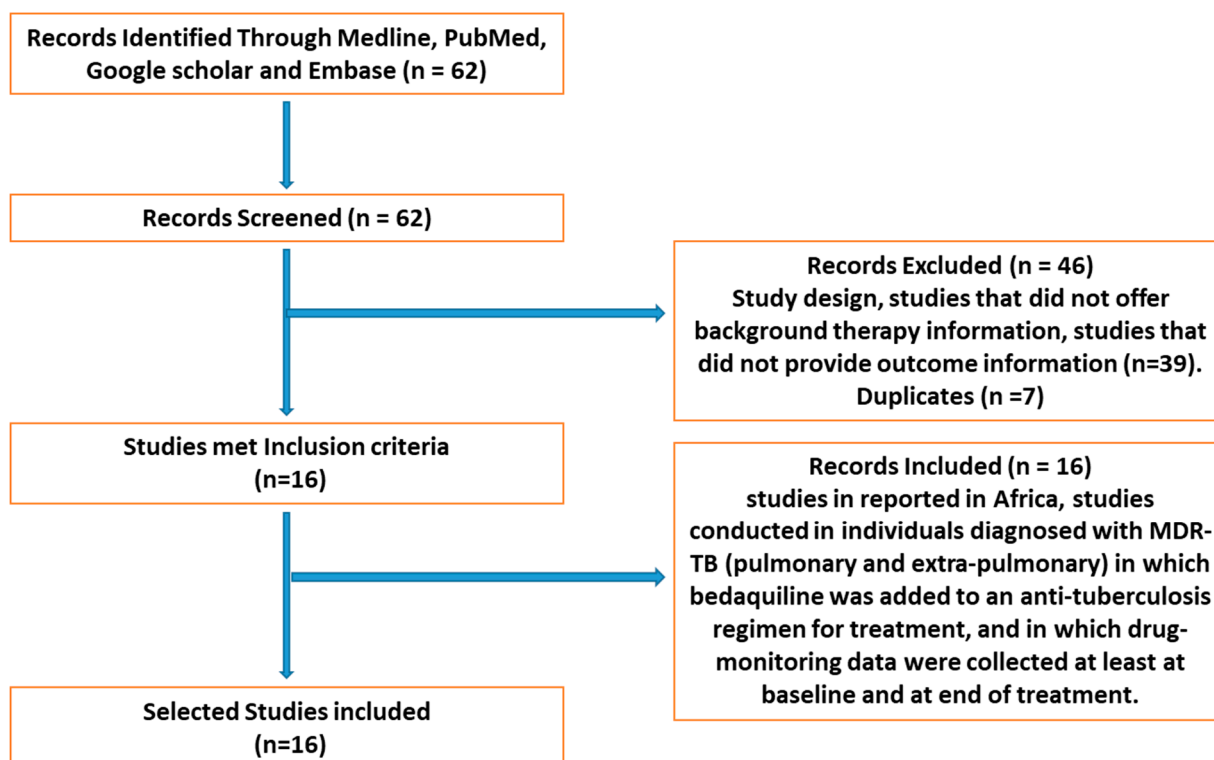 Records Identified Through Medline, PubMed,
Google scholar and Embase (n = 62)
Records Screened (n = 62)
Records Excluded (n = 46)
Study design, studies that did not offer
background therapy information, studies that
did not provide outcome information (n=39).
Duplicates (n =7)
Studies met Inclusion criteria
(n=16)
Records Included (n = 16)
studies in reported in Africa, studies
conducted in individuals diagnosed with MDR-
TB (pulmonary and extra-pulmonary) in which
bedaquiline was added to an anti-tuberculosis
regimen for treatment, and in which drug-
monitoring data were collected at least at
baseline and at end of treatment.
Selected Studies included
(n=16)